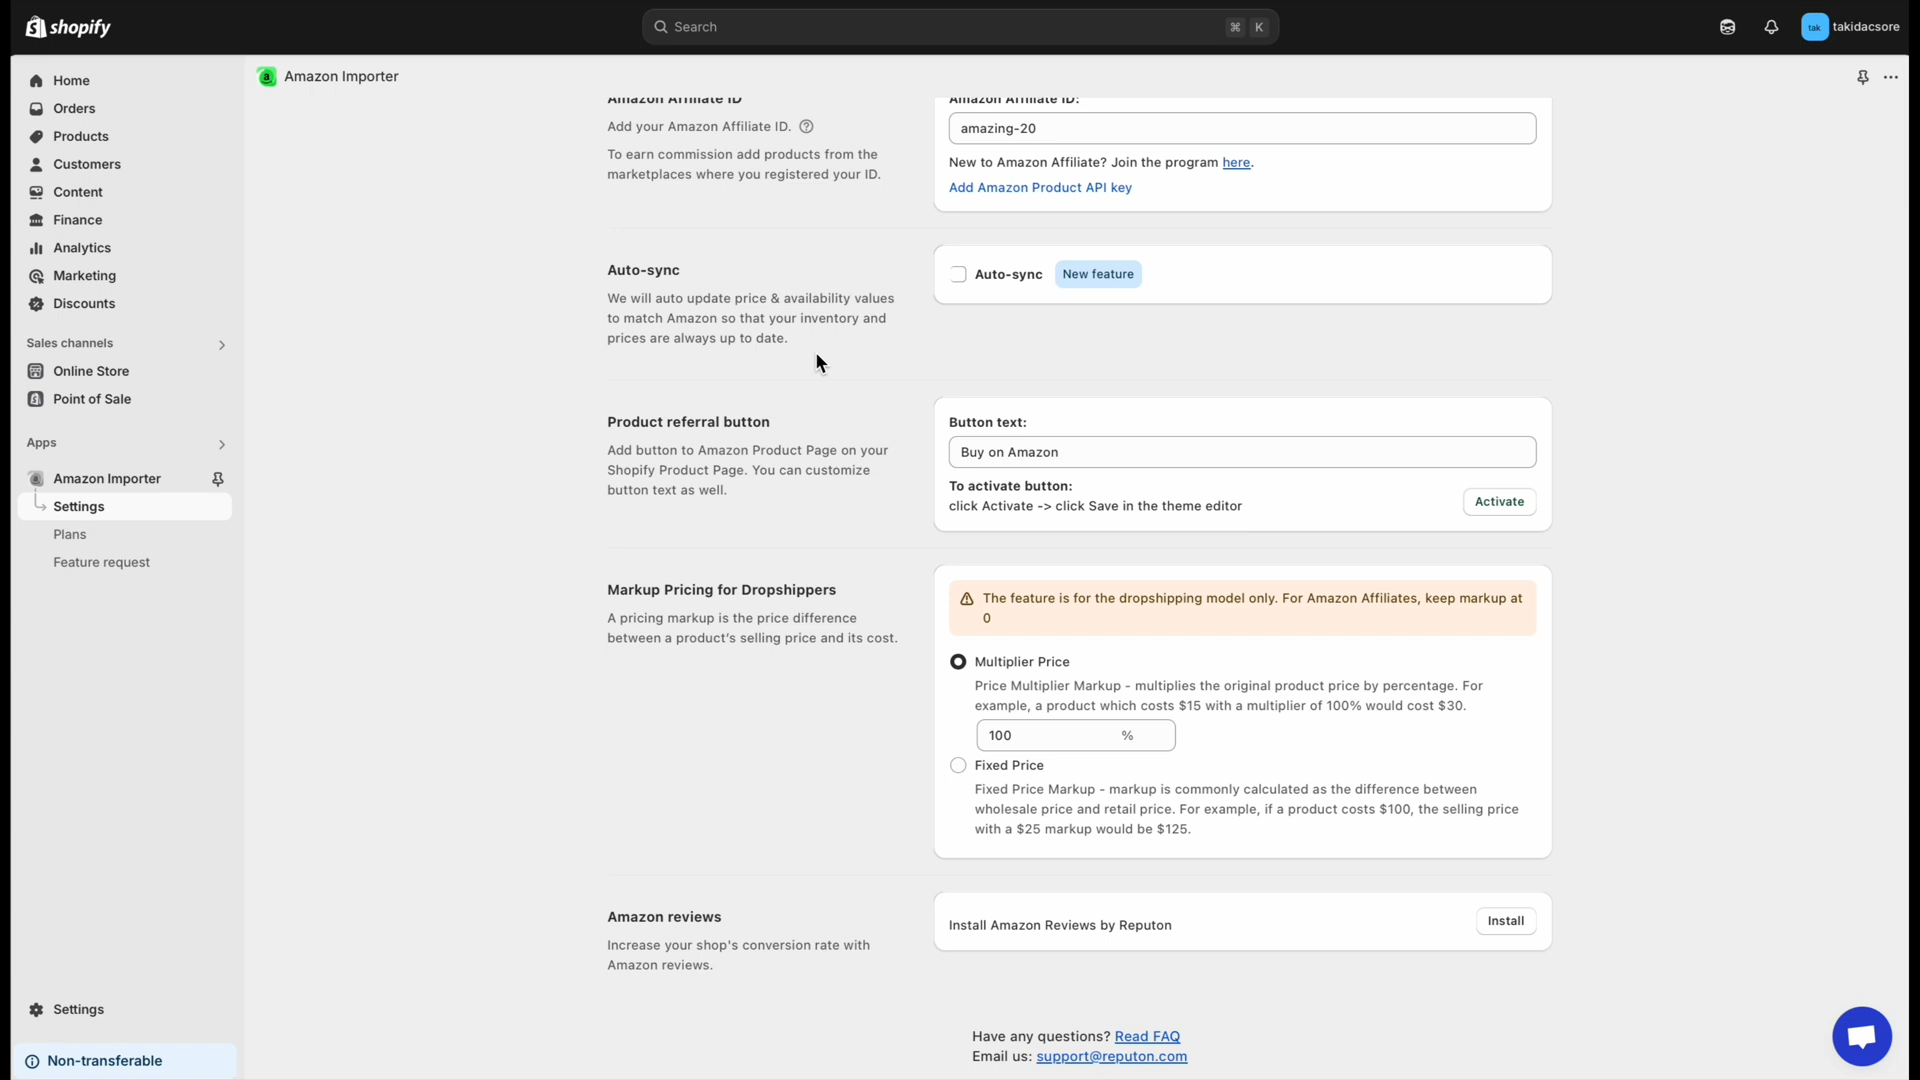 shopify
Search
⌘ K
tak takidacsore
Home
Orders
Products
Customers
Content
Finance
Analytics
Marketing
Discounts
Sales channels
Online Store
Point of Sale
Apps
Amazon Importer
Settings
Plans
Feature request
Settings
Non-transferable
Amazon Importer
Amazon Affiliate ID
Add your Amazon Affiliate ID.
To earn commission add products from the
marketplaces where you registered your ID.
Amazon Affiliate ID:
amazing-20
New to Amazon Affiliate? Join the program here.
Add Amazon Product API key
Auto-sync
We will auto update price & availability values
to match Amazon so that your inventory and
prices are always up to date.
Auto-sync New feature
Product referral button
Add button to Amazon Product Page on your
Shopify Product Page. You can customize
button text as well.
Button text:
Buy on Amazon
To activate button:
click Activate -> click Save in the theme editor
Activate
Markup Pricing for Dropshippers
A pricing markup is the price difference
between a product's selling price and its cost.
The feature is for the dropshipping model only. For Amazon Affiliates, keep markup at
0
Multiplier Price
Price Multiplier Markup - multiplies the original product price by percentage. For
example, a product which costs $15 with a multiplier of 100% would cost $30.
100 %
Fixed Price
Fixed Price Markup - markup is commonly calculated as the difference between
wholesale price and retail price. For example, if a product costs $100, the selling price
with a $25 markup would be $125.
Amazon reviews
Increase your shop's conversion rate with
Amazon reviews.
Install Amazon Reviews by Reputon
Install
Have any questions? Read FAQ
Email us: support@reputon.com